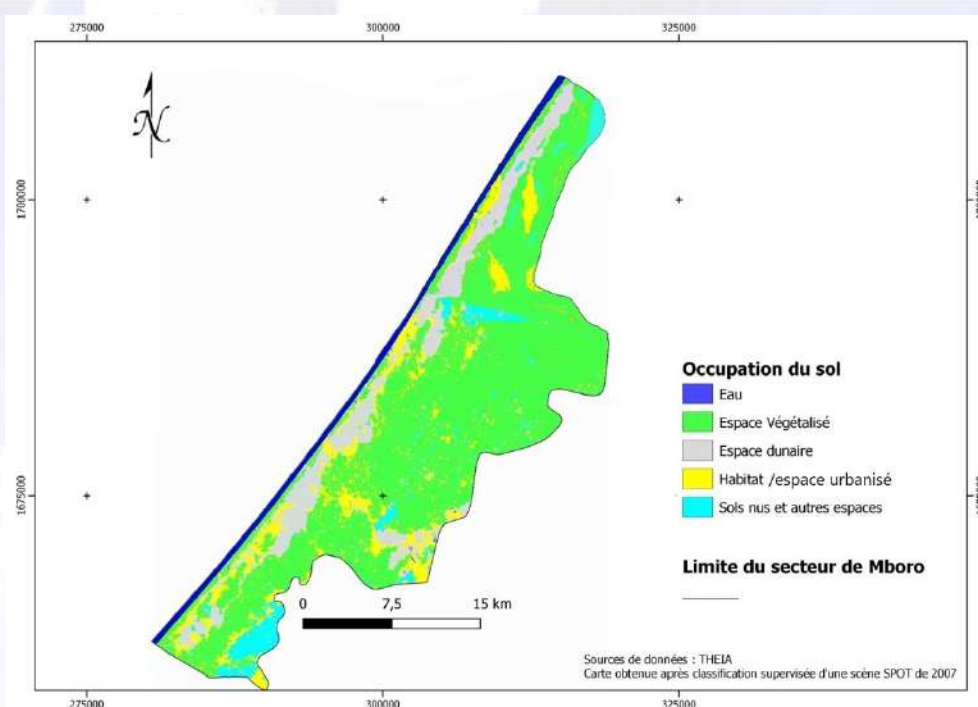 275000 300000 325000
N
1700000
1675000
Occupation du sol
Eau
Espace Végétalisé
Espace dunaire
Habitat /espace urbanisé
Sols nus et autres espaces
Limite du secteur de Mboro
0 7,5 15 km
Sources de données : THEIA
Carte obtenue après classification supervisée d'une scène SPOT de 2007
275000 300000 325000